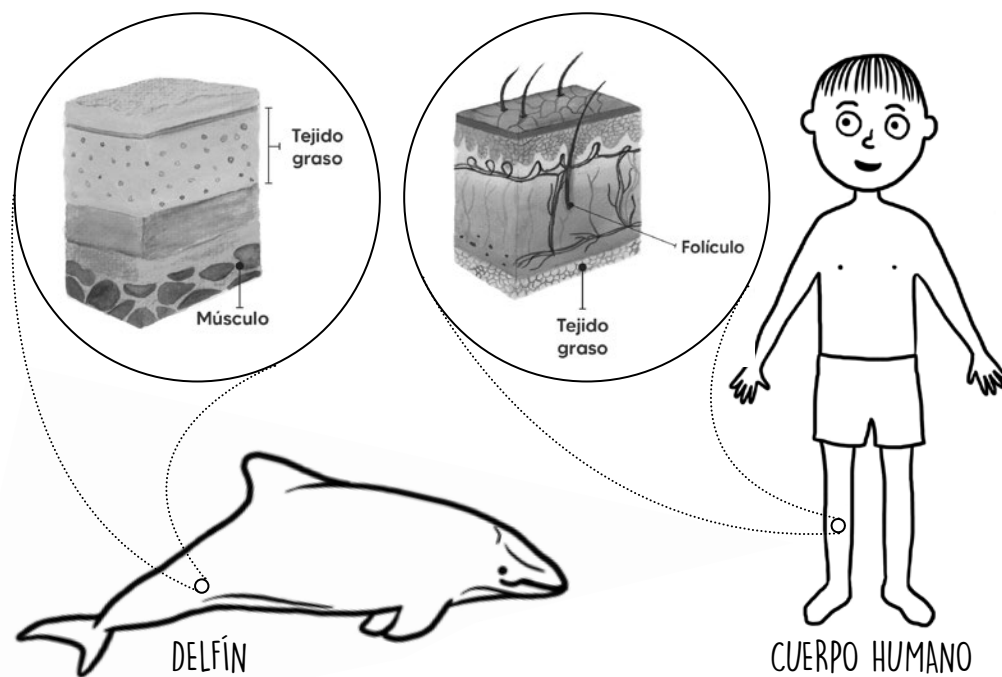 Tejido
graso
Músculo
Folículo
Tejido
graso
DELFÍN
CUERPO HUMANO